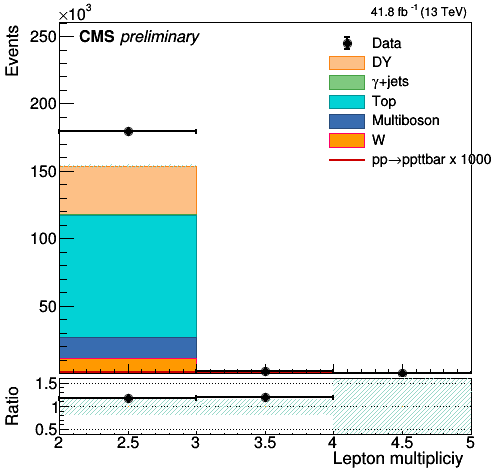 ×10³
41.8 fb⁻¹ (13 TeV)
CMS preliminary
Events
250
200
150
100
50
Data
DY
γ+jets
Top
Multiboson
W
pp→ppttbar x 1000
Ratio
1.5
1
0.5
2 2.5 3 3.5 4 4.5 5
Lepton multipliciy